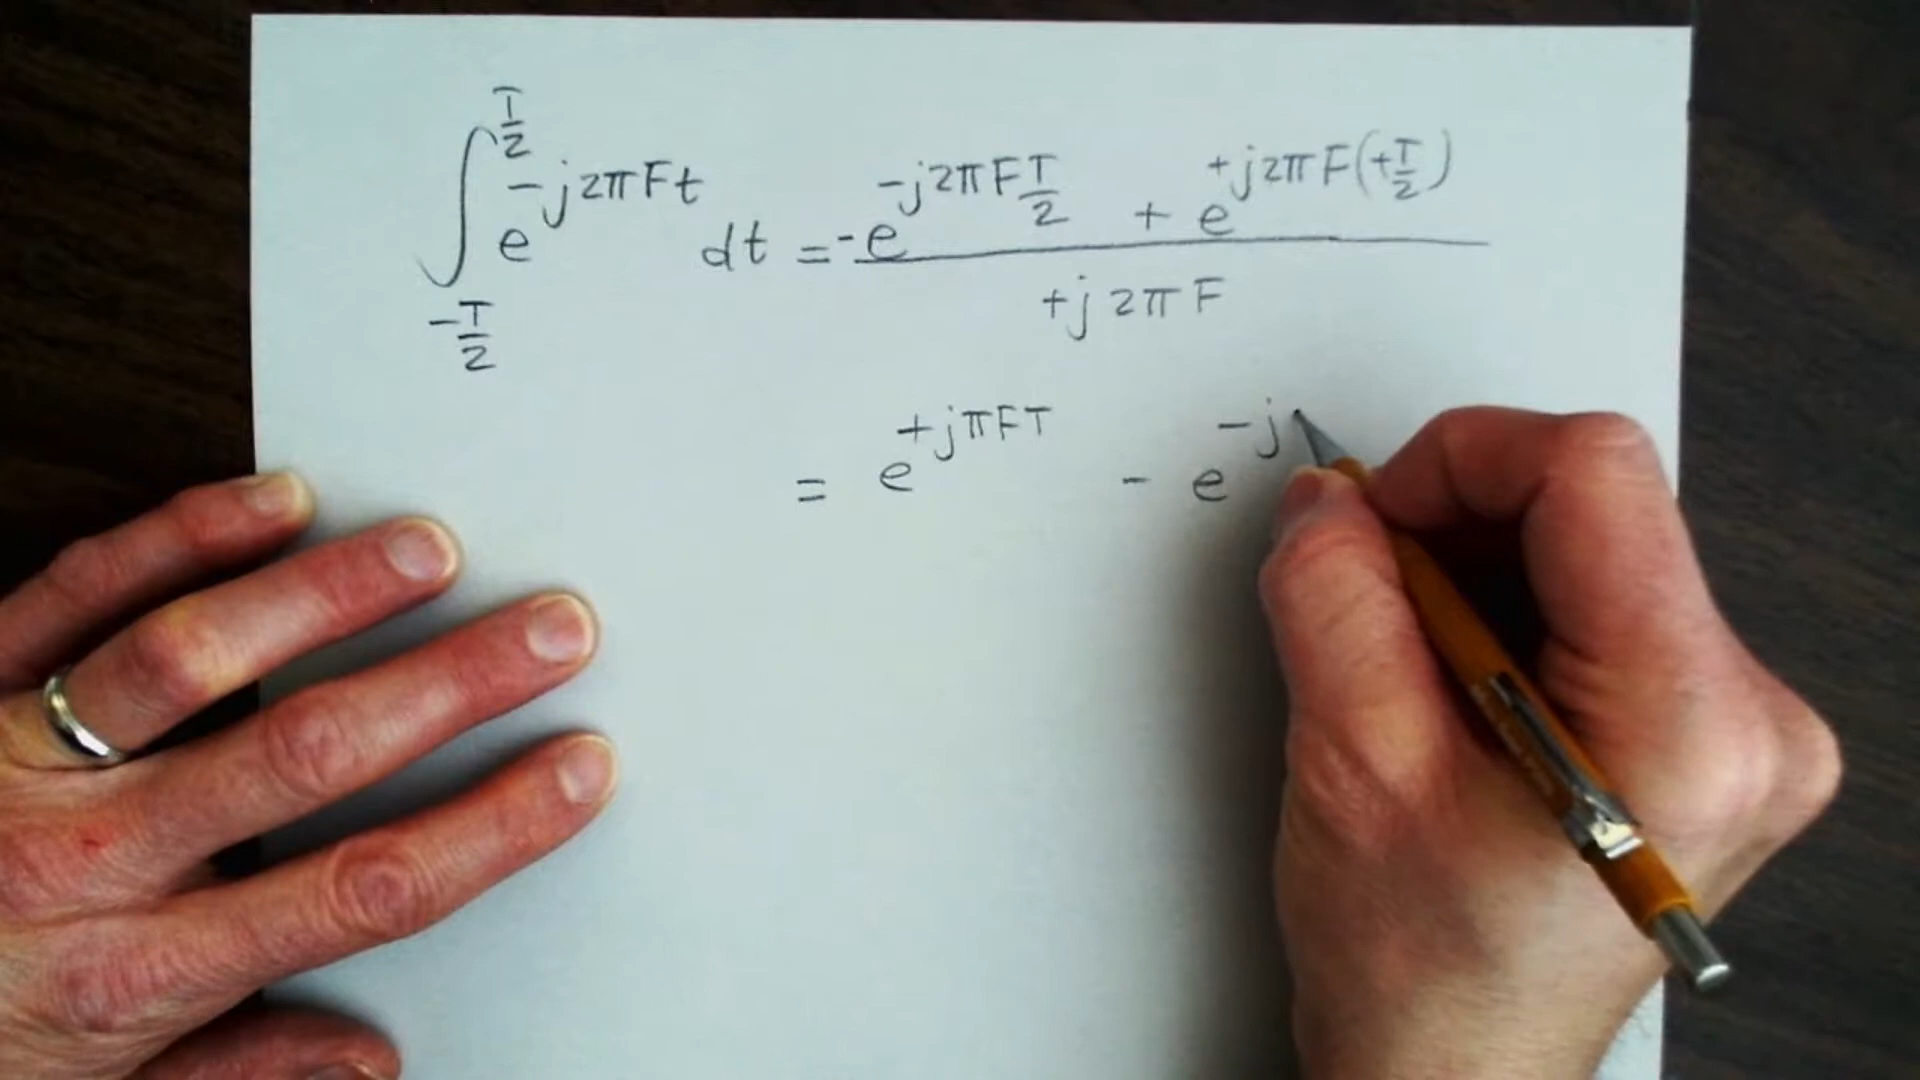 ∫_{-T/2}^{T/2} e^{-j2πFt} dt = (-e^{-j2πF T/2} + e^{+j2πF(+T/2)}) / (+j2πF)
= e^{+jπFT} - e^{-j